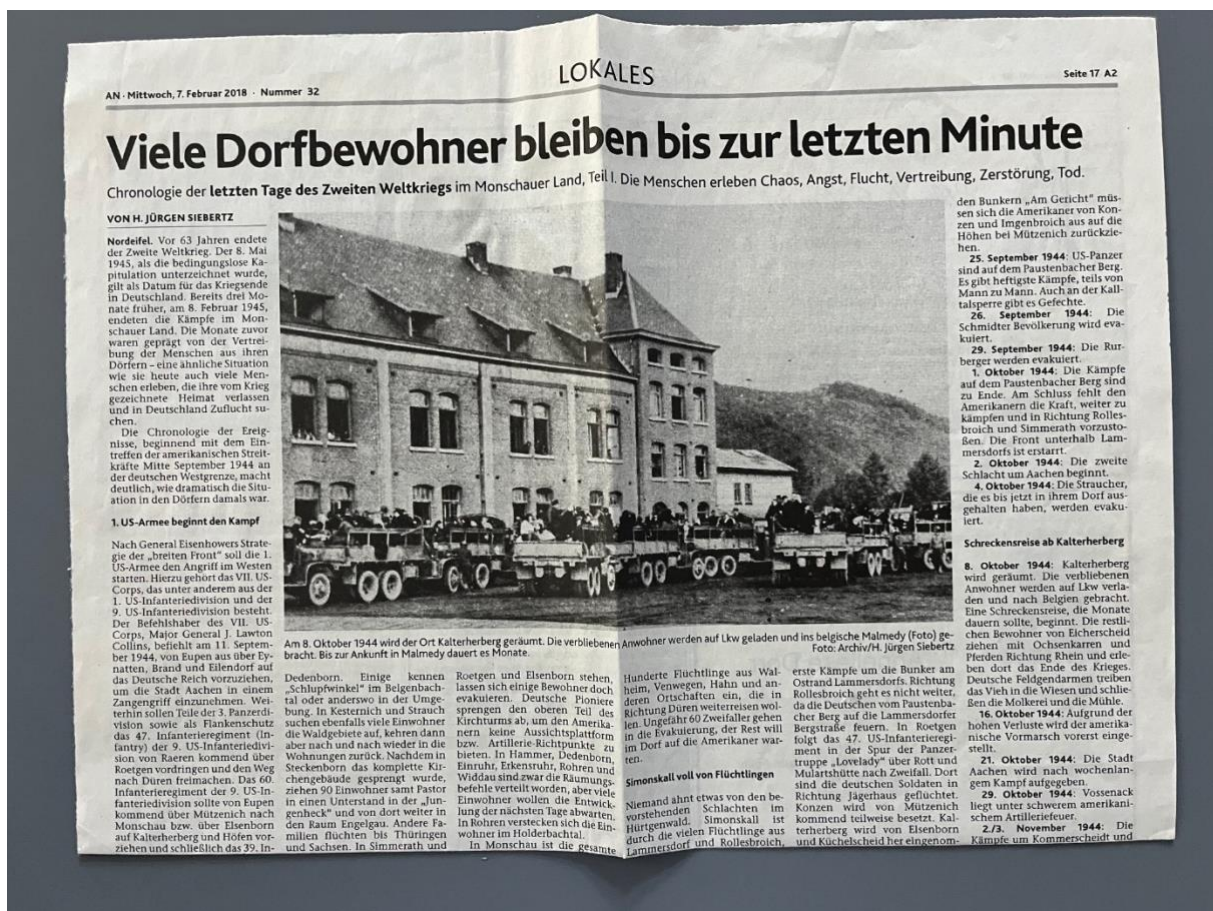 LOKALES
AN · Mittwoch, 7. Februar 2018 · Nummer 32
Seite 17 A2
Viele Dorfbewohner bleiben bis zur letzten Minute
Chronologie der letzten Tage des Zweiten Weltkriegs im Monschauer Land, Teil I. Die Menschen erleben Chaos, Angst, Flucht, Vertreibung, Zerstörung, Tod.
VON H. JÜRGEN SIEBERTZ
Nordeifel. Vor 63 Jahren endete
der Zweite Weltkrieg. Der 8. Mai
1945, als die bedingungslose Ka-
pitulation unterzeichnet wurde,
gilt als Datum für das Kriegsende
in Deutschland. Bereits drei Mo-
nate früher, am 8. Februar 1945,
endeten die Kämpfe im Mon-
schauer Land. Die Monate zuvor
waren geprägt von der Vertrei-
bung der Menschen aus ihren
Dörfern – eine ähnliche Situation
wie sie heute auch viele Men-
schen erleben, die ihre vom Krieg
gezeichnete Heimat verlassen
und in Deutschland Zuflucht su-
chen.
Die Chronologie der Ereig-
nisse, beginnend mit dem Ein-
treffen der amerikanischen Streit-
kräfte Mitte September 1944 an
der deutschen Westgrenze, macht
deutlich, wie dramatisch die Situ-
ation in den Dörfern damals war.
1. US-Armee beginnt den Kampf
Nach General Eisenhowers Strate-
gie der „breiten Front" soll die 1.
US-Armee den Angriff im Westen
starten. Hierzu gehört das VII. US-
Corps, das unter anderem aus der
1. US-Infanteriedivision und der
9. US-Infanteriedivision besteht.
Der Befehlshaber des VII. US-
Corps, Major General J. Lawton
Collins, befiehlt am 11. Septem-
ber 1944, von Eupen aus über Ey-
natten, Brand und Eilendorf auf
das Deutsche Reich vorzuziehen,
um die Stadt Aachen in einem
Zangengriff einzunehmen. Wei-
terhin sollen Teile der 3. Panzerdi-
vision sowie als Flankenschutz
das 47. Infanterieregiment (In-
fantry) der 9. US-Infanteriedivi-
sion von Raeren kommend über
Roetgen vordringen und den Weg
nach Düren freimachen. Das 60.
Infanterieregiment der 9. US-In-
fanteriedivision sollte von Eupen
kommend über Mützenich nach
Monschau bzw. über Elsenborn
auf Kalterherberg und Höfen vor-
ziehen und schließlich das 39. In-
Am 8. Oktober 1944 wird der Ort Kalterherberg geräumt. Die verbliebenen Anwohner werden auf Lkw geladen und ins belgische Malmedy (Foto) ge-
bracht. Bis zur Ankunft in Malmedy dauert es Monate.
Foto: Archiv/H. Jürgen Siebertz
Dedenborn. Einige kennen
„Schlupfwinkel" im Belgenbach-
tal oder anderswo in der Umge-
bung. In Kesternich und Strauch
suchen ebenfalls viele Einwohner
die Waldgebiete auf, kehren dann
aber nach und nach wieder in die
Wohnungen zurück. Nachdem in
Steckenborn das komplette Kir-
chengebäude gesprengt wurde,
ziehen 90 Einwohner samt Pastor
in einen Unterstand in der „Jun-
genheck" und von dort weiter in
den Raum Engelgau. Andere Fa-
milien flüchten bis Thüringen
und Sachsen. In Simmerath und
Roetgen und Elsenborn stehen,
lassen sich einige Bewohner doch
evakuieren. Deutsche Pioniere
sprengen den oberen Teil des
Kirchturms ab, um den Amerika-
nern keine Aussichtsplattform
bzw. Artillerie-Richtpunkte zu
bieten. In Hammer, Dedenborn,
Einruhr, Erkensruhr, Rohren und
Widdau sind zwar die Räumungs-
befehle verteilt worden, aber viele
Einwohner wollen die Entwick-
lung der nächsten Tage abwarten.
In Rohren verstecken sich die Ein-
wohner im Holderbachtal.
In Monschau ist die gesamte
Hunderte Flüchtlinge aus Wal-
heim, Venwegen, Hahn und an-
deren Ortschaften ein, die in
Richtung Düren weiterreisen wol-
len. Ungefähr 60 Zweifaller gehen
in die Evakuierung, der Rest will
im Dorf auf die Amerikaner war-
ten.
Simonskall voll von Flüchtlingen
Niemand ahnt etwas von den be-
vorstehenden Schlachten im
Hürtgenwald. Simonskall ist
durch die vielen Flüchtlinge aus
Lammersdorf und Rollesbroich,
erste Kämpfe um die Bunker am
Ostrand Lammersdorfs. Richtung
Rollesbroich geht es nicht weiter,
da die Deutschen vom Paustenba-
cher Berg auf die Lammersdorfer
Bergstraße feuern. In Roetgen
folgt das 47. US-Infanterieregi-
ment in der Spur der Panzer-
truppe „Lovelady" über Rott und
Mulartshütte nach Zweifall. Dort
sind die deutschen Soldaten in
Richtung Jägerhaus geflüchtet.
Konzen wird von Mützenich
kommend teilweise besetzt. Kal-
terherberg wird von Elsenborn
und Küchelscheid her eingenom-
den Bunkern „Am Gericht" müs-
sen sich die Amerikaner von Kon-
zen und Imgenbroich aus auf die
Höhen bei Mützenich zurückzie-
hen.
25. September 1944: US-Panzer
sind auf dem Paustenbacher Berg.
Es gibt heftigste Kämpfe, teils von
Mann zu Mann. Auch an der Kall-
talsperre gibt es Gefechte.
26. September 1944: Die
Schmidter Bevölkerung wird eva-
kuiert.
29. September 1944: Die Rur-
berger werden evakuiert.
1. Oktober 1944: Die Kämpfe
auf dem Paustenbacher Berg sind
zu Ende. Am Schluss fehlt den
Amerikanern die Kraft, weiter zu
kämpfen und in Richtung Rolles-
broich und Simmerath vorzusto-
ßen. Die Front unterhalb Lam-
mersdorfs ist erstarrt.
2. Oktober 1944: Die zweite
Schlacht um Aachen beginnt.
4. Oktober 1944: Die Straucher,
die es bis jetzt in ihrem Dorf aus-
gehalten haben, werden evaku-
iert.
Schreckensreise ab Kalterherberg
8. Oktober 1944: Kalterherberg
wird geräumt. Die verbliebenen
Anwohner werden auf Lkw verla-
den und nach Belgien gebracht.
Eine Schreckensreise, die Monate
dauern sollte, beginnt. Die restli-
chen Bewohner von Eicherscheid
ziehen mit Ochsenkarren und
Pferden Richtung Rhein und erle-
ben dort das Ende des Krieges.
Deutsche Feldgendarmen treiben
das Vieh in die Wiesen und schlie-
ßen die Molkerei und die Mühle.
16. Oktober 1944: Aufgrund der
hohen Verluste wird der amerika-
nische Vormarsch vorerst einge-
stellt.
21. Oktober 1944: Die Stadt
Aachen wird nach wochenlan-
gem Kampf aufgegeben.
29. Oktober 1944: Vossenack
liegt unter schwerem amerikani-
schem Artilleriefeuer.
2./3. November 1944: Die
Kämpfe um Kommerscheidt und